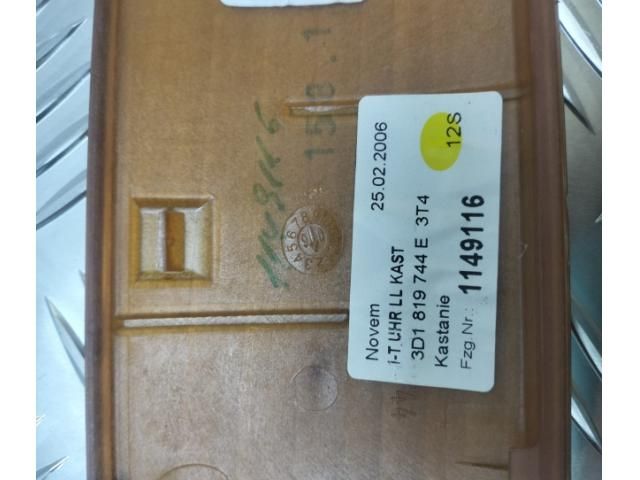 Novem 25.02.2006
i-T.UHR LL KAST
3D1 819 744 E 3T4
Kastanie 12S
Fzg.Nr.: 1149116